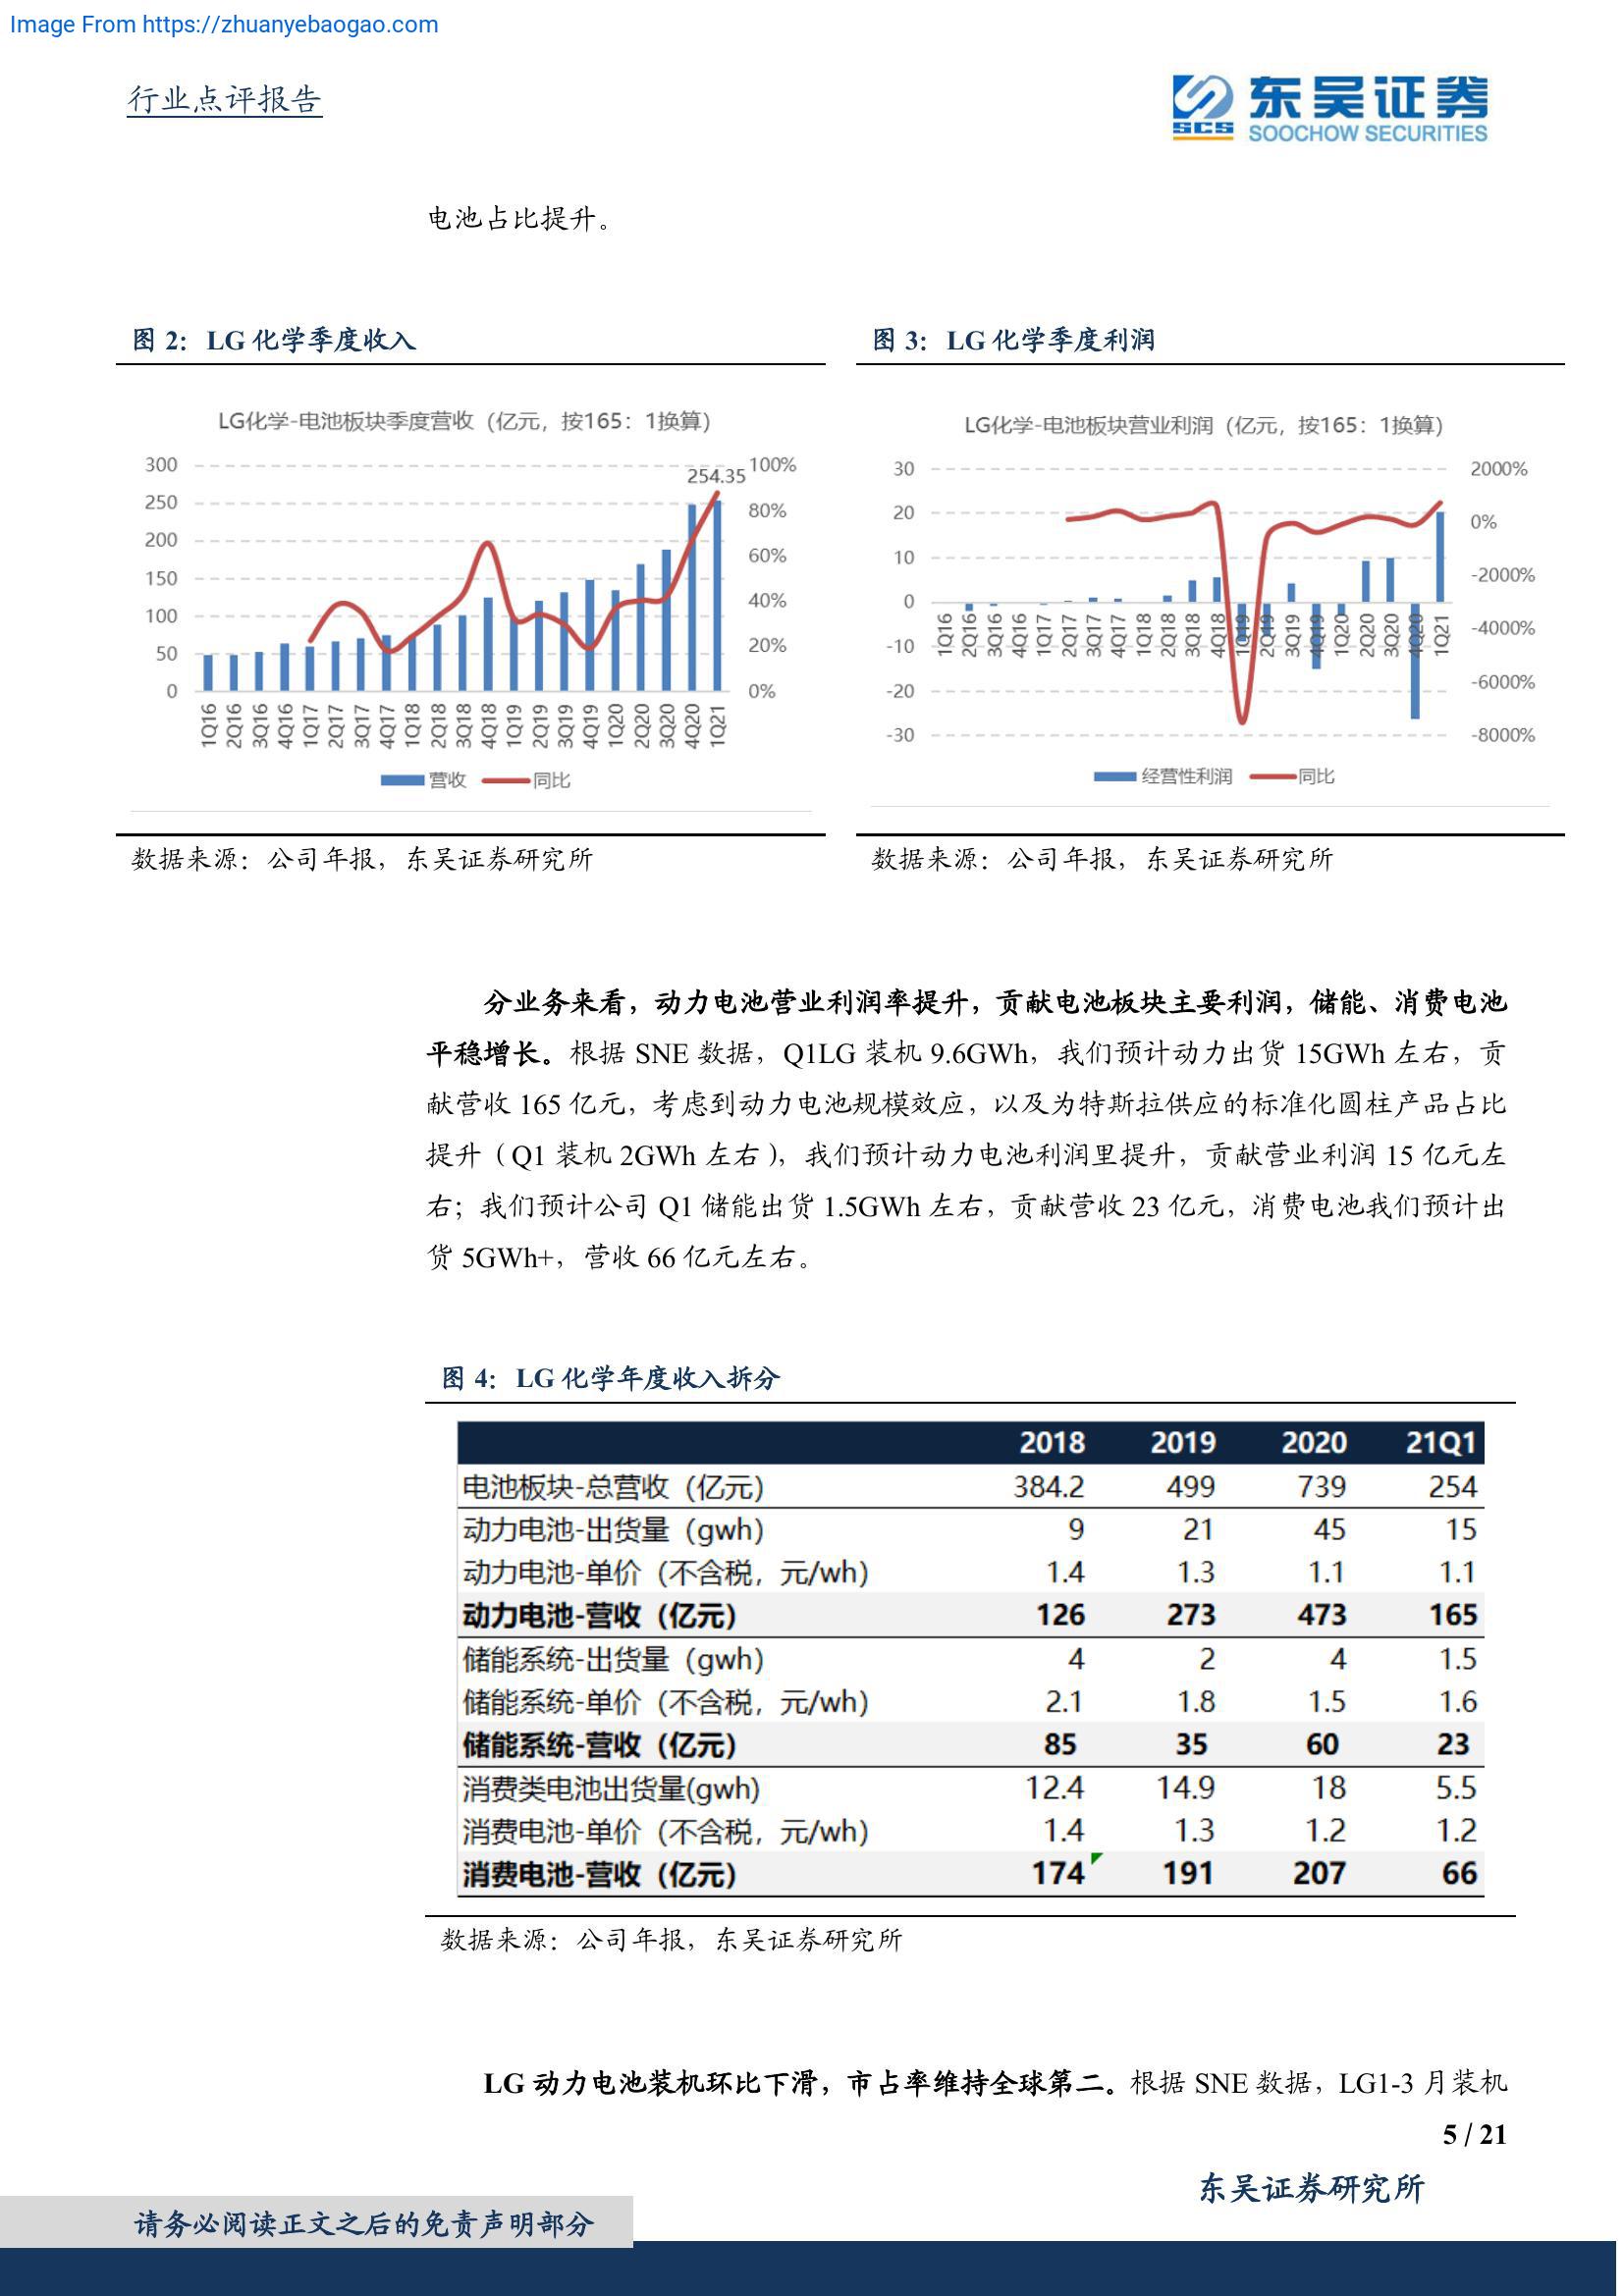 Image From https://zhuanyebaogao.com
行业点评报告
SCS 东吴证券
SOOCHOW SECURITIES
电池占比提升。
图 2：LG 化学季度收入
LG化学-电池板块季度营收（亿元，按165：1换算）
300
250
200
150
100
50
0
254.35
100%
80%
60%
40%
20%
0%
1Q16 2Q16 3Q16 4Q16 1Q17 2Q17 3Q17 4Q17 1Q18 2Q18 3Q18 4Q18 1Q19 2Q19 3Q19 4Q19 1Q20 2Q20 3Q20 4Q20 1Q21
营收 同比
数据来源：公司年报，东吴证券研究所
图 3：LG 化学季度利润
LG化学-电池板块营业利润（亿元，按165：1换算）
30
20
10
0
-10
-20
-30
2000%
0%
-2000%
-4000%
-6000%
-8000%
1Q16 2Q16 3Q16 4Q16 1Q17 2Q17 3Q17 4Q17 1Q18 2Q18 3Q18 4Q18 1Q19 2Q19 3Q19 4Q19 1Q20 2Q20 3Q20 4Q20 1Q21
经营性利润 同比
数据来源：公司年报，东吴证券研究所
分业务来看，动力电池营业利润率提升，贡献电池板块主要利润，储能、消费电池
平稳增长。根据 SNE 数据，Q1LG 装机 9.6GWh，我们预计动力出货 15GWh 左右，贡
献营收 165 亿元，考虑到动力电池规模效应，以及为特斯拉供应的标准化圆柱产品占比
提升（Q1 装机 2GWh 左右），我们预计动力电池利润里提升，贡献营业利润 15 亿元左
右；我们预计公司 Q1 储能出货 1.5GWh 左右，贡献营收 23 亿元，消费电池我们预计出
货 5GWh+，营收 66 亿元左右。
图 4：LG 化学年度收入拆分
2018 2019 2020 21Q1
电池板块-总营收（亿元） 384.2 499 739 254
动力电池-出货量（gwh） 9 21 45 15
动力电池-单价（不含税，元/wh） 1.4 1.3 1.1 1.1
动力电池-营收（亿元） 126 273 473 165
储能系统-出货量（gwh） 4 2 4 1.5
储能系统-单价（不含税，元/wh） 2.1 1.8 1.5 1.6
储能系统-营收（亿元） 85 35 60 23
消费类电池出货量(gwh) 12.4 14.9 18 5.5
消费电池-单价（不含税，元/wh） 1.4 1.3 1.2 1.2
消费电池-营收（亿元） 174 191 207 66
数据来源：公司年报，东吴证券研究所
LG 动力电池装机环比下滑，市占率维持全球第二。根据 SNE 数据，LG1-3 月装机
5 / 21
东吴证券研究所
请务必阅读正文之后的免责声明部分